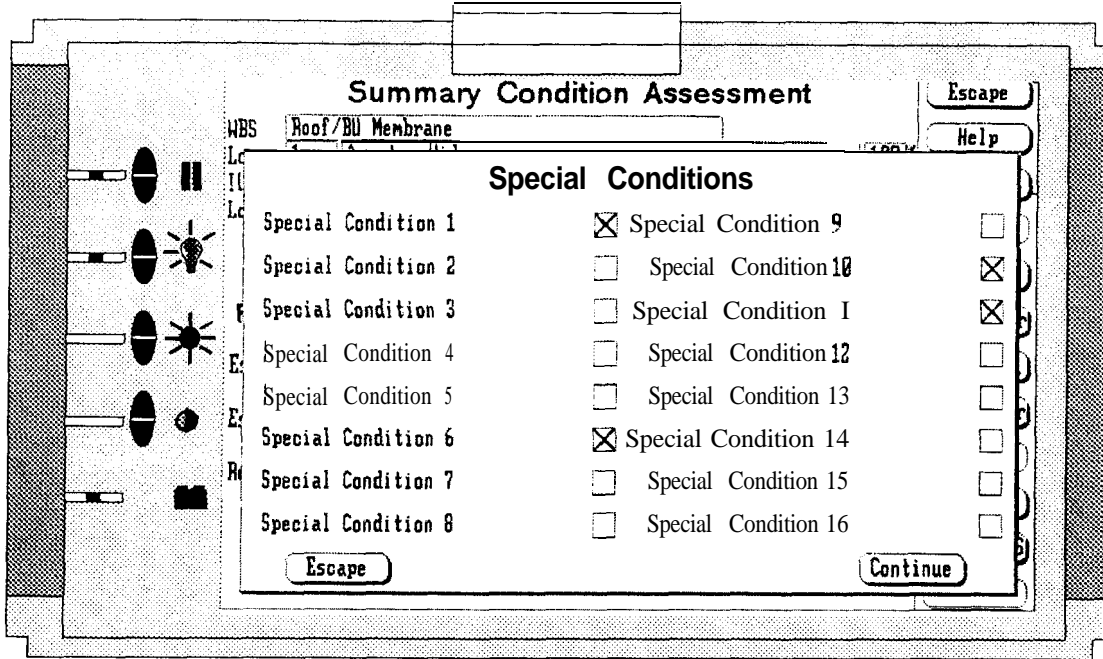 Summary Condition Assessment
Escape
WBS Roof/BU Membrane
Help
Special Conditions
Special Condition 1 Special Condition 9
Special Condition 2 Special Condition 10
Special Condition 3 Special Condition I
Special Condition 4 Special Condition 12
Special Condition 5 Special Condition 13
Special Condition 6 Special Condition 14
Special Condition 7 Special Condition 15
Special Condition 8 Special Condition 16
Escape Continue